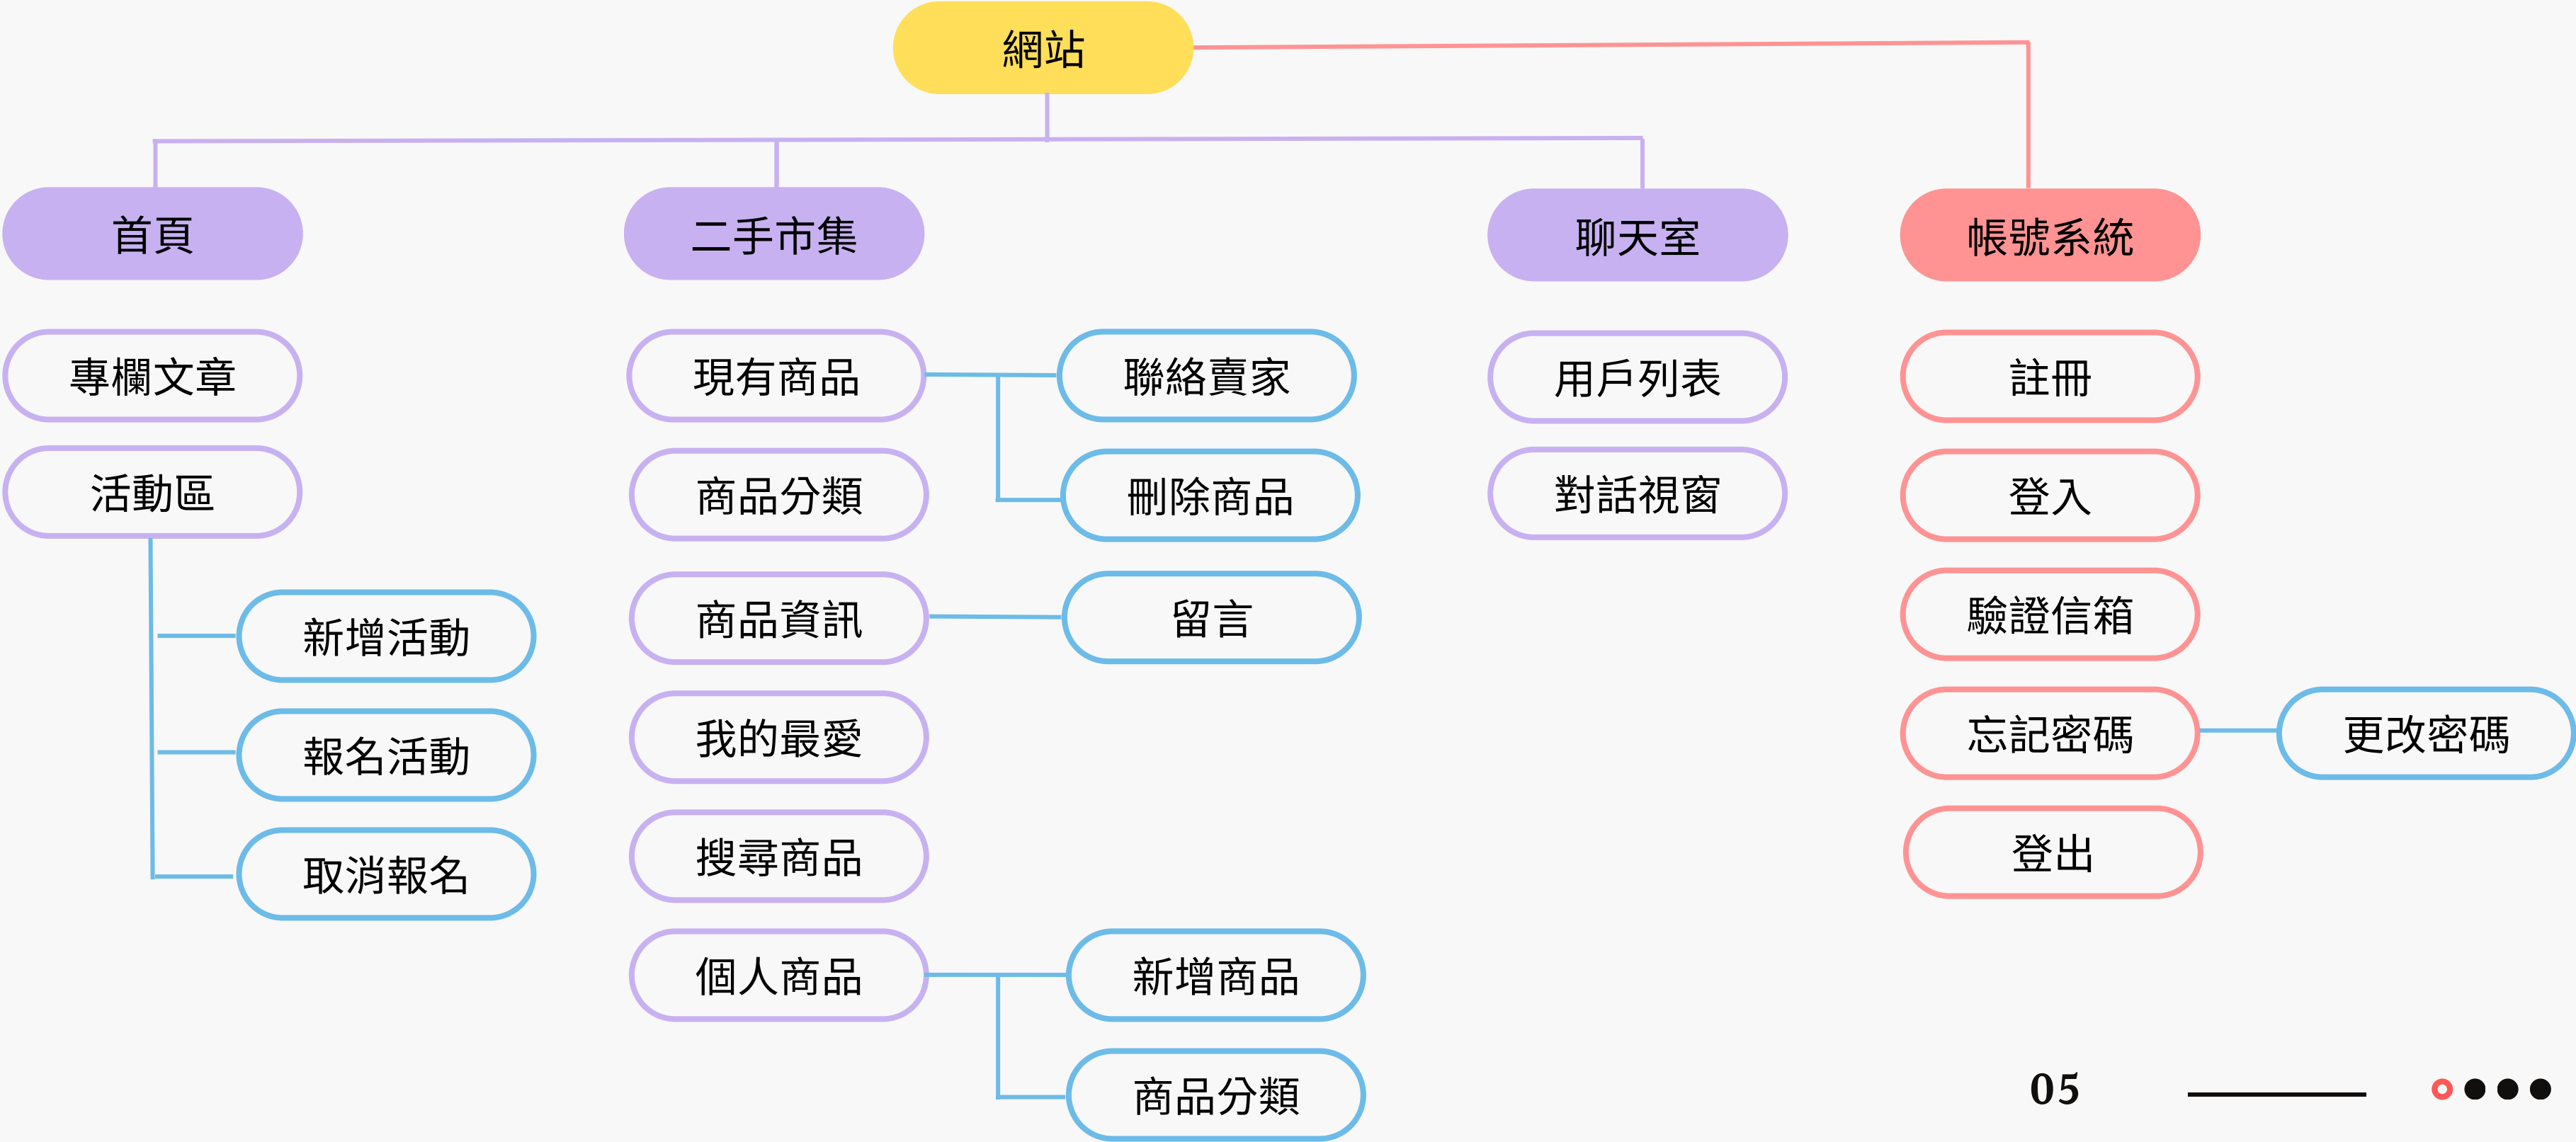 網站
首頁
二手市集
聊天室
帳號系統
專欄文章
現有商品
聯絡賣家
用戶列表
註冊
活動區
商品分類
刪除商品
對話視窗
登入
新增活動
商品資訊
留言
驗證信箱
報名活動
我的最愛
忘記密碼
更改密碼
取消報名
搜尋商品
登出
個人商品
新增商品
商品分類
05